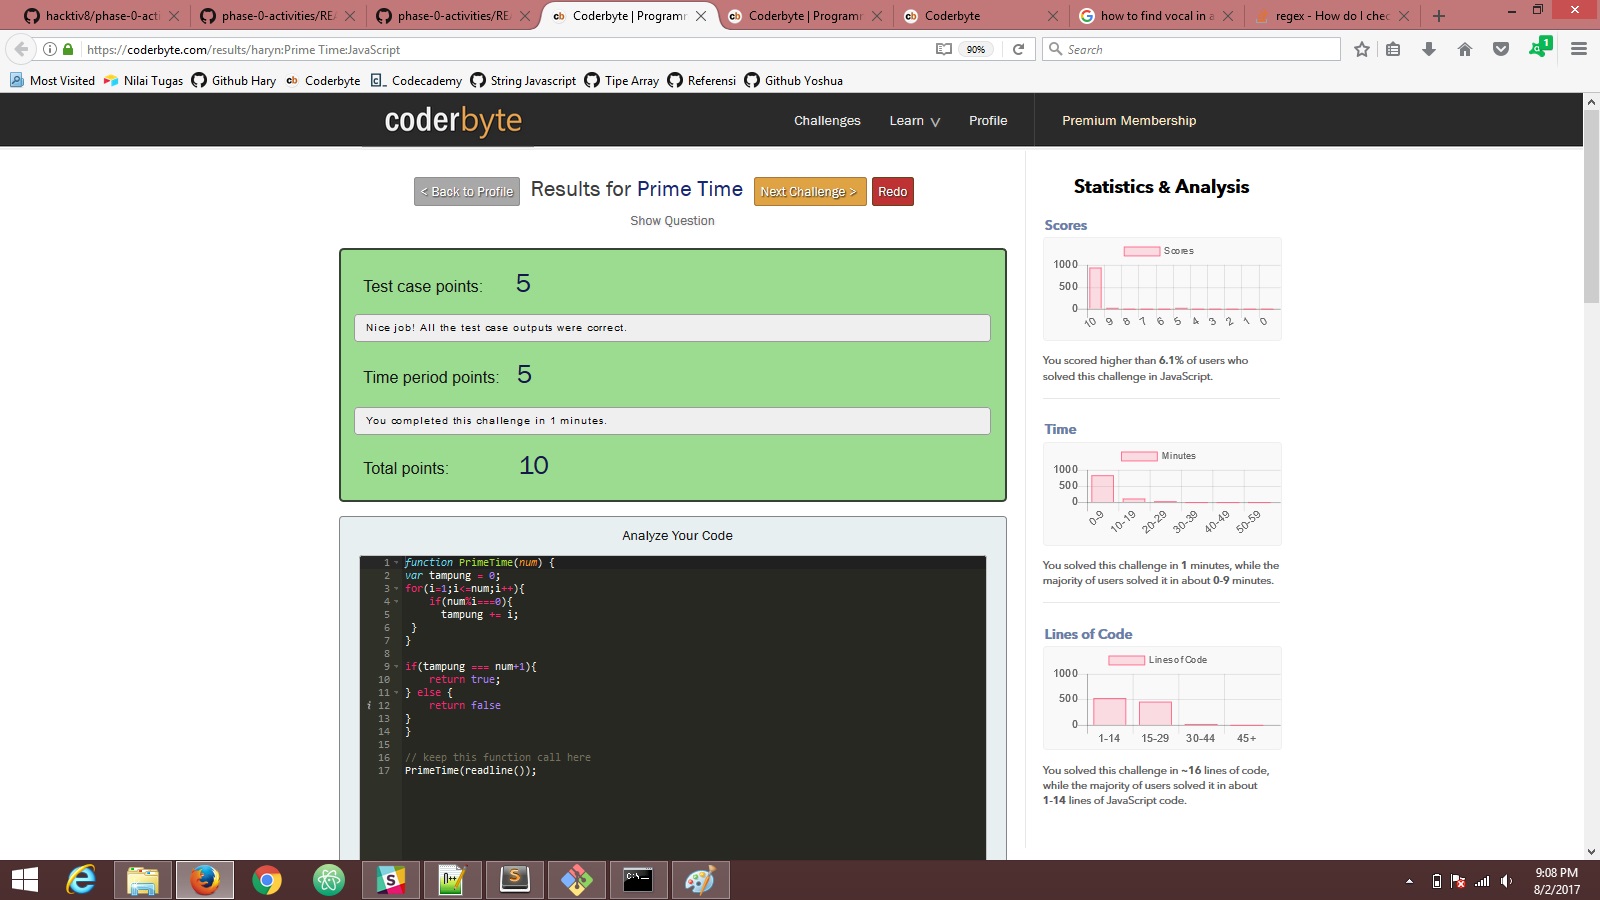 hacktiv8/phase-0-acti
phase-0-activities/REA
phase-0-activities/REA
Coderbyte | Programm
Coderbyte | Programm
Coderbyte
how to find vocal in a
regex - How do I chec
https://coderbyte.com/results/haryn:Prime Time:JavaScript
90%
Search
1
Most Visited
Nilai Tugas
Github Hary
Coderbyte
Codecademy
String Javascript
Tipe Array
Referensi
Github Yoshua
coderbyte
Challenges
Learn
Profile
Premium Membership
< Back to Profile
Results for Prime Time
Next Challenge >
Redo
Show Question
Test case points: 5
Nice job! All the test case outputs were correct.
Time period points: 5
You completed this challenge in 1 minutes.
Total points: 10
Analyze Your Code
1 function PrimeTime(num) {
2 var tampung = 0;
3 for(i=1;i<=num;i++){
4 if(num%i===0){
5 tampung += i;
6 }
7 }
8
9 if(tampung === num+1){
10 return true;
11 } else {
i 12 return false
13 }
14 }
15
16 // keep this function call here
17 PrimeTime(readline());
Statistics & Analysis
Scores
Scores
1000
500
0
10 9 8 7 6 5 4 3 2 1 0
You scored higher than 6.1% of users who
solved this challenge in JavaScript.
Time
Minutes
1000
500
0
0-9 10-19 20-29 30-39 40-49 50-59
You solved this challenge in 1 minutes, while the
majority of users solved it in about 0-9 minutes.
Lines of Code
Lines of Code
1000
500
0
1-14 15-29 30-44 45+
You solved this challenge in ~16 lines of code,
while the majority of users solved it in about
1-14 lines of JavaScript code.
9:08 PM
8/2/2017